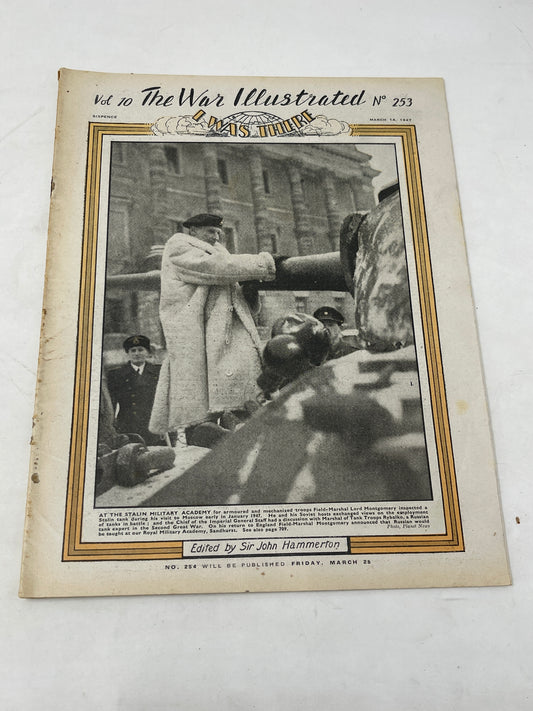 Vol 10 The War Illustrated Nº 253
SIXPENCE
I WAS THERE
MARCH 14, 1947
AT THE STALIN MILITARY ACADEMY for armoured and mechanized troops Field-Marshal Lord Montgomery inspected a
Stalin tank during his visit to Moscow early in January 1947. He and his Soviet hosts exchanged views on the employment
of tanks in battle; and the Chief of the Imperial General Staff had a discussion with Marshal of Tank Troops Rybalko, a Russian
tank expert in the Second Great War. On his return to England Field-Marshal Montgomery announced that Russian would
be taught at our Royal Military Academy, Sandhurst. See also page 709. Photo, Planet News
Edited by Sir John Hammerton
NO. 254 WILL BE PUBLISHED FRIDAY, MARCH 28